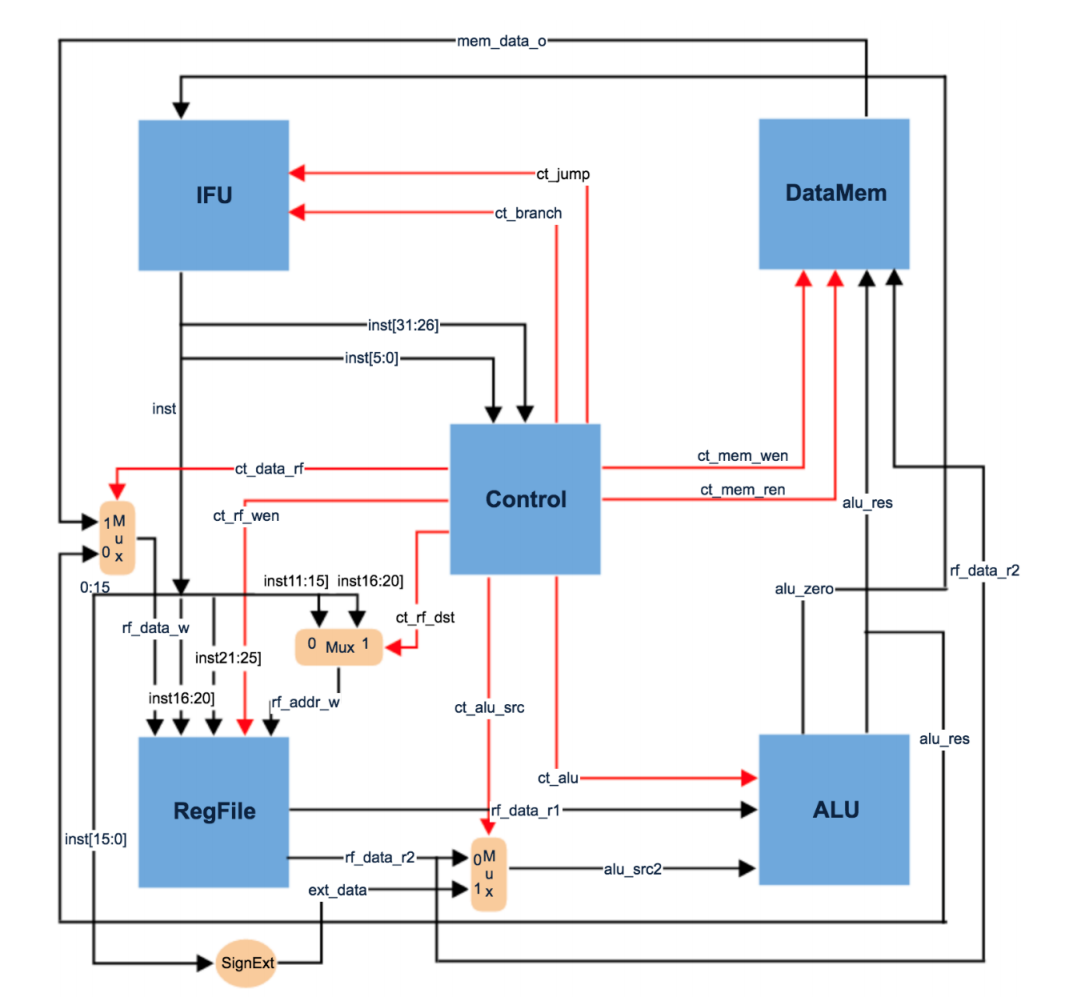 mem_data_o
IFU
DataMem
ct_jump
ct_branch
inst[31:26]
inst[5:0]
inst
ct_mem_wen
ct_data_rf
ct_mem_ren
Control
ct_rf_wen
alu_res
1 Mux
0
0:15
inst11:15]
inst16:20]
rf_data_r2
alu_zero
ct_rf_dst
rf_data_w
0 Mux 1
inst21:25]
inst16:20]
rf_addr_w
ct_alu_src
alu_res
ct_alu
RegFile
rf_data_r1
ALU
inst[15:0]
rf_data_r2
0 Mux
1
alu_src2
ext_data
SignExt